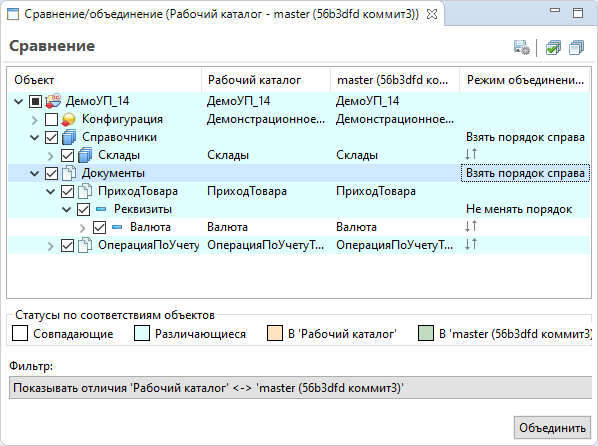 Сравнение/объединение (Рабочий каталог - master (56b3dfd коммит3))
Сравнение
Объект Рабочий каталог master (56b3dfd ко... Режим объединени...
ДемоУП_14 ДемоУП_14 ДемоУП_14
Конфигурация Демонстрационное... Демонстрационное...
Справочники Взять порядок справа
Склады Склады Склады
Документы Взять порядок справа
ПриходТовара ПриходТовара ПриходТовара
Реквизиты Не менять порядок
Валюта Валюта Валюта
ОперацияПоУчету ОперацияПоУчетуТ... ОперацияПоУчетуТ...
Статусы по соответствиям объектов
Совпадающие Различающиеся В 'Рабочий каталог' В 'master (56b3dfd коммит3)
Фильтр:
Показывать отличия 'Рабочий каталог' <-> 'master (56b3dfd коммит3)'
Объединить